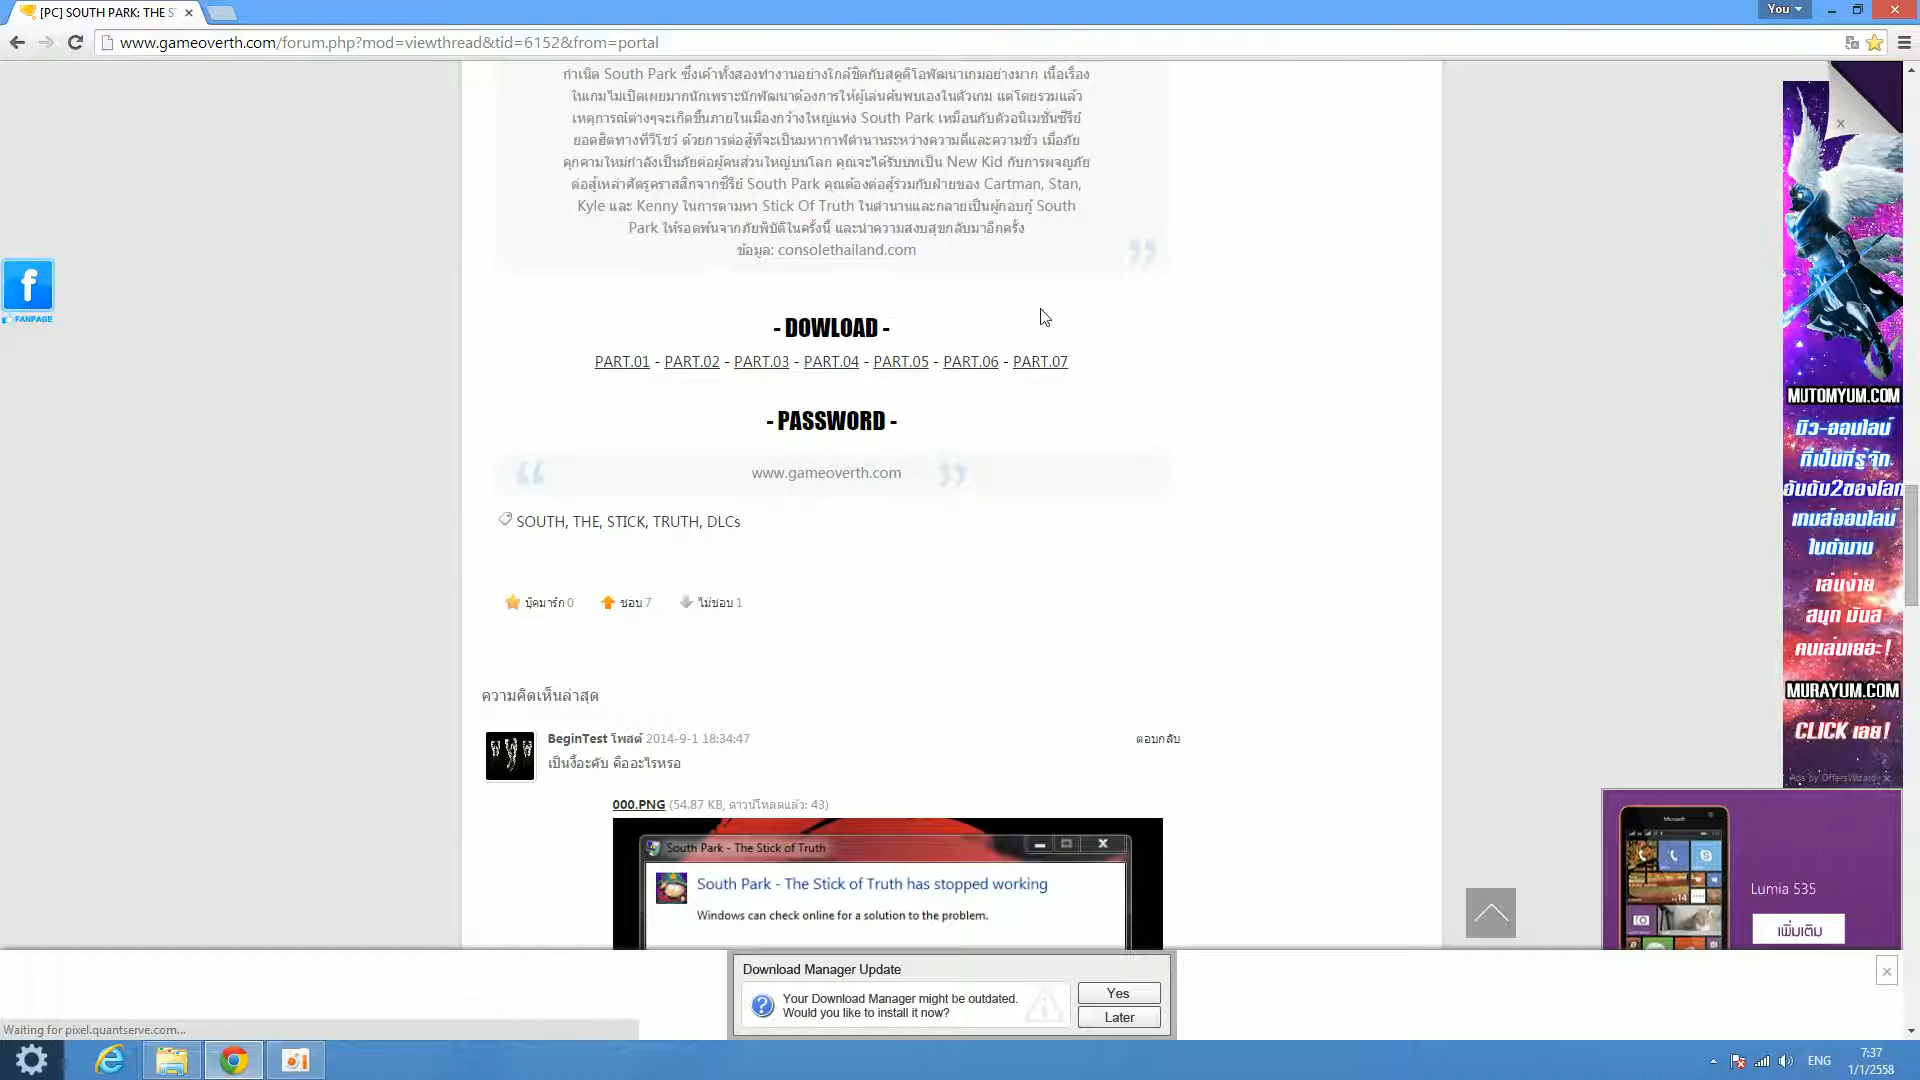 [PC] SOUTH PARK: THE S
You
www.gameoverth.com/forum.php?mod=viewthread&tid=6152&from=portal
กำเนิด South Park ซึ่งเค้าทั้งสองทำงานอย่างใกล้ชิดกับสตูดิโอพัฒนาเกมอย่างมาก เนื้อเรื่อง
ในเกมไม่เปิดเผยมากนักเพราะนักพัฒนาต้องการให้ผู้เล่นค้นพบเองในตัวเกม แต่โดยรวมแล้ว
เหตุการณ์ต่างๆจะเกิดขึ้นภายในเมืองกว้างใหญ่แห่ง South Park เหมือนกับตัวอนิเมชั่นซีรีย์
ยอดฮิตทางทีวีโชว์ ด้วยการต่อสู้ที่จะเป็นมหากาฬตำนานระหว่างความดีและความชั่ว เมื่อภัย
คุกคามใหม่กำลังเป็นภัยต่อผู้คนส่วนใหญ่บนโลก คุณจะได้รับบทเป็น New Kid กับการผจญภัย
ต่อสู้เหล่าศัตรูคราสสิกจากซีรีย์ South Park คุณต้องต่อสู้ร่วมกับฝ่ายของ Cartman, Stan,
Kyle และ Kenny ในการตามหา Stick Of Truth ในตำนานและกลายเป็นผู้กอบกู้ South
Park ให้รอดพ้นจากภัยพิบัติในครั้งนี้ และนำความสงบสุขกลับมาอีกครั้ง
ข้อมูล: consolethailand.com
FANPAGE
- DOWLOAD -
PART.01 - PART.02 - PART.03 - PART.04 - PART.05 - PART.06 - PART.07
- PASSWORD -
www.gameoverth.com
SOUTH, THE, STICK, TRUTH, DLCs
บุ๊คมาร์ก 0 ชอบ 7 ไม่ชอบ 1
ความคิดเห็นล่าสุด
BeginTest โพสต์ 2014-9-1 18:34:47 ตอบกลับ
เป็นงี้อะคับ คืออะไรหรอ
000.PNG (54.87 KB, ดาวน์โหลดแล้ว: 43)
South Park - The Stick of Truth
South Park - The Stick of Truth has stopped working
Windows can check online for a solution to the problem.
MUTOMYUM.COM
มิว-ออนไลน์
ที่เป็นที่รู้จัก
อันดับ2ของโลก
เกมส์ออนไลน์
ในตำนาน
เล่นง่าย
สนุก มันส์
คนเล่นเยอะ!
MURAYUM.COM
CLICK เลย!
Ads by OffersWizard
Microsoft
Lumia 535
เพิ่มเติม
Download Manager Update
Your Download Manager might be outdated.
Would you like to install it now?
Yes
Later
Waiting for pixel.quantserve.com...
ENG
7:37
1/1/2558